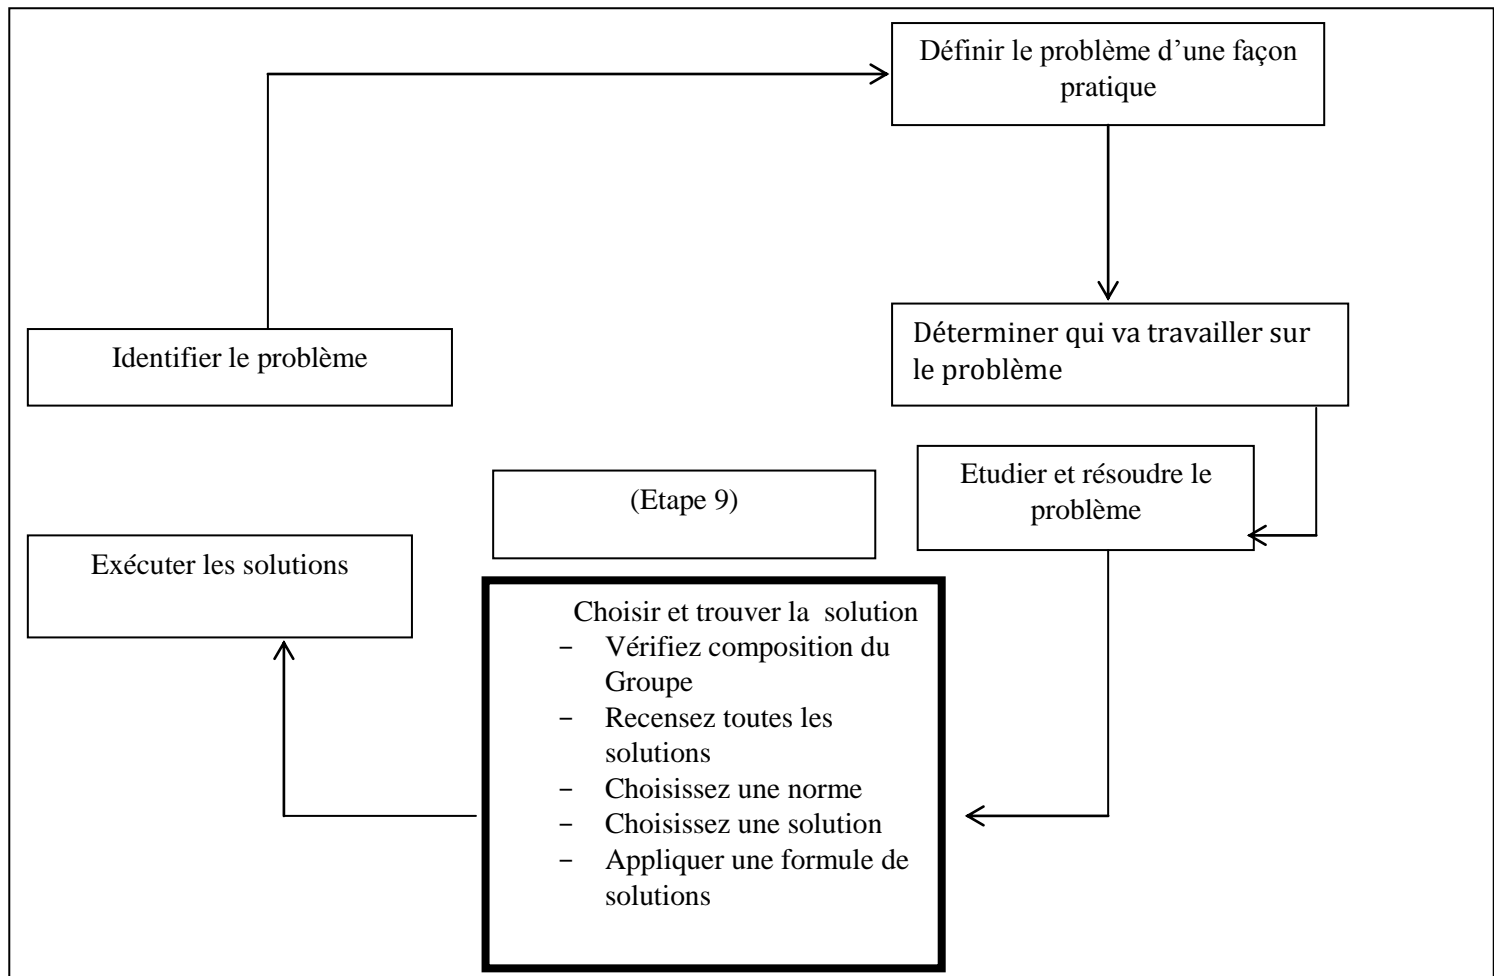 Définir le problème d’une façon
pratique
Identifier le problème
Déterminer qui va travailler sur
le problème
Etudier et résoudre le
problème
(Etape 9)
Exécuter les solutions
Choisir et trouver la  solution
- Vérifiez composition du
Groupe
- Recensez toutes les
solutions
- Choisissez une norme
- Choisissez une solution
- Appliquer une formule de
solutions